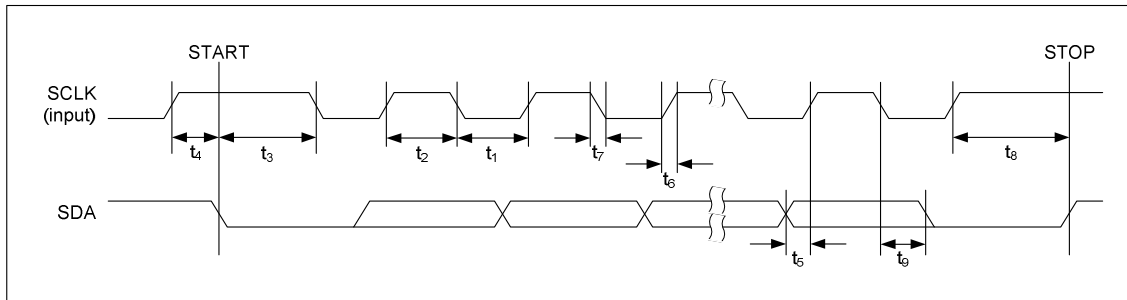 START STOP
SCLK
(input)
t4 t3 t2 t1 t7 t6 t8
SDA
t5 t9